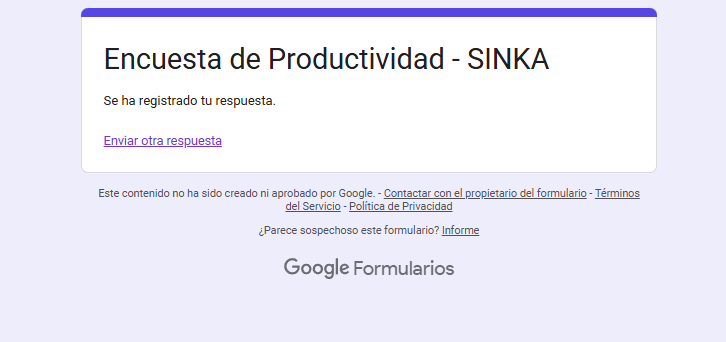 Encuesta de Productividad - SINKA
Se ha registrado tu respuesta.
Enviar otra respuesta
Este contenido no ha sido creado ni aprobado por Google. - Contactar con el propietario del formulario - Términos
del Servicio - Política de Privacidad
¿Parece sospechoso este formulario? Informe
Google Formularios